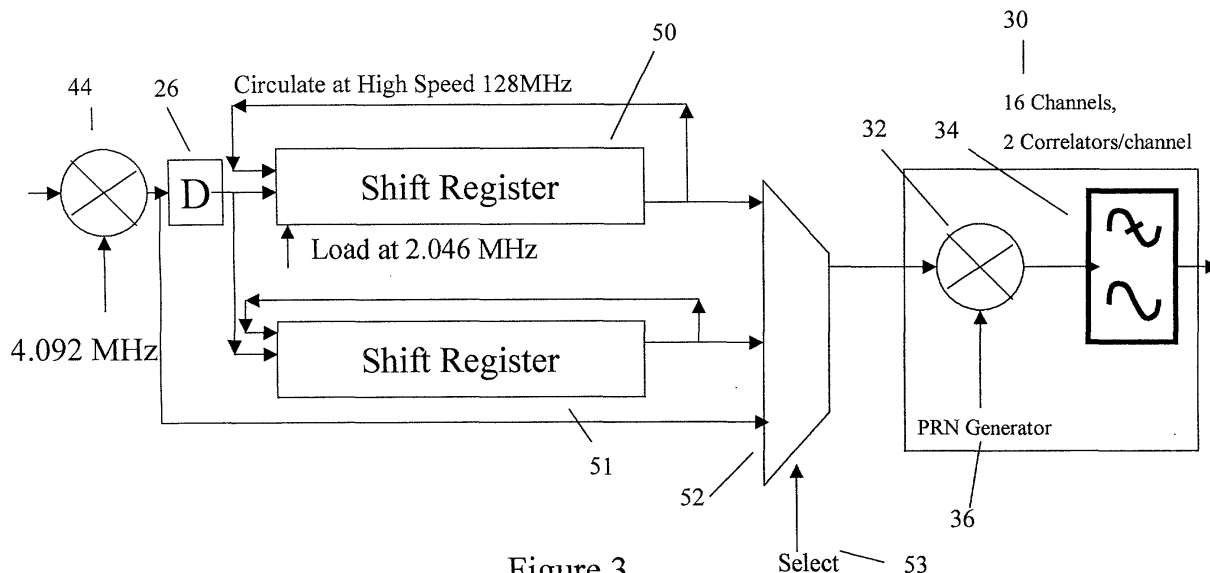 30
50
44
26
Circulate at High Speed 128MHz
16 Channels,
34
2 Correlators/channel
32
D
Shift Register
Load at 2.046 MHz
4.092 MHz
Shift Register
PRN Generator
51
52
36
Figure 3
Select
53